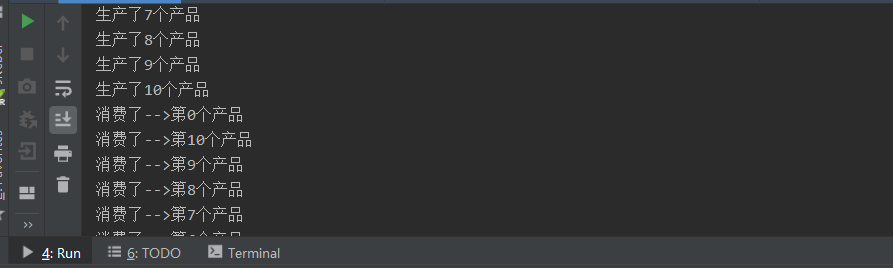 生产了7个产品
生产了8个产品
生产了9个产品
生产了10个产品
消费了-->第0个产品
消费了-->第10个产品
消费了-->第9个产品
消费了-->第8个产品
消费了-->第7个产品
4: Run
6: TODO
Terminal